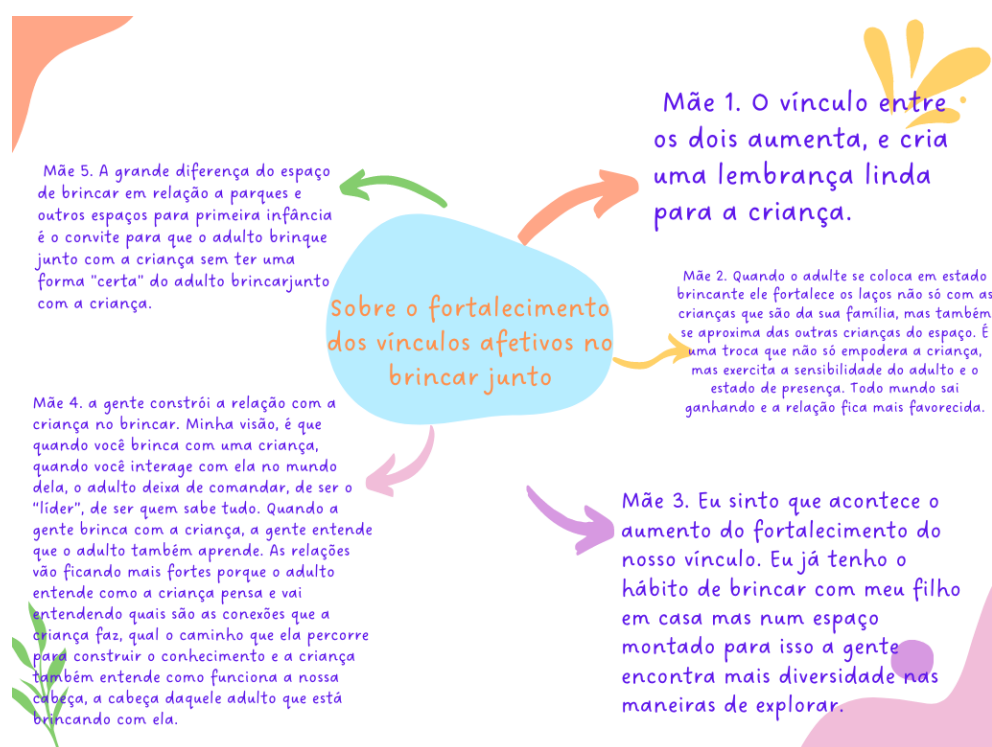 Sobre o fortalecimento
dos vínculos afetivos no
brincar junto
Mãe 1. O vínculo entre
os dois aumenta, e cria
uma lembrança linda
para a criança.
Mãe 2. Quando o adulte se coloca em estado
brincante ele fortalece os laços não só com as
crianças que são da sua família, mas também
se aproxima das outras crianças do espaço. É
uma troca que não só empodera a criança,
mas exercita a sensibilidade do adulto e o
estado de presença. Todo mundo sai
ganhando e a relação fica mais favorecida.
Mãe 3. Eu sinto que acontece o
aumento do fortalecimento do
nosso vínculo. Eu já tenho o
hábito de brincar com meu filho
em casa mas num espaço
montado para isso a gente
encontra mais diversidade nas
maneiras de explorar.
Mãe 4. a gente constrói a relação com a
criança no brincar. Minha visão, é que
quando você brinca com uma criança,
quando você interage com ela no mundo
dela, o adulto deixa de comandar, de ser o
“líder”, de ser quem sabe tudo. Quando a
gente brinca com a criança, a gente entende
que o adulto também aprende. As relações
vão ficando mais fortes porque o adulto
entende como a criança pensa e vai
entendendo quais são as conexões que a
criança faz, qual o caminho que ela percorre
para construir o conhecimento e a criança
também entende como funciona a nossa
cabeça, a cabeça daquele adulto que está
brincando com ela.
Mãe 5. A grande diferença do espaço
de brincar em relação a parques e
outros espaços para primeira infância
é o convite para que o adulto brinque
junto com a criança sem ter uma
forma "certa" do adulto brincarjunto
com a criança.